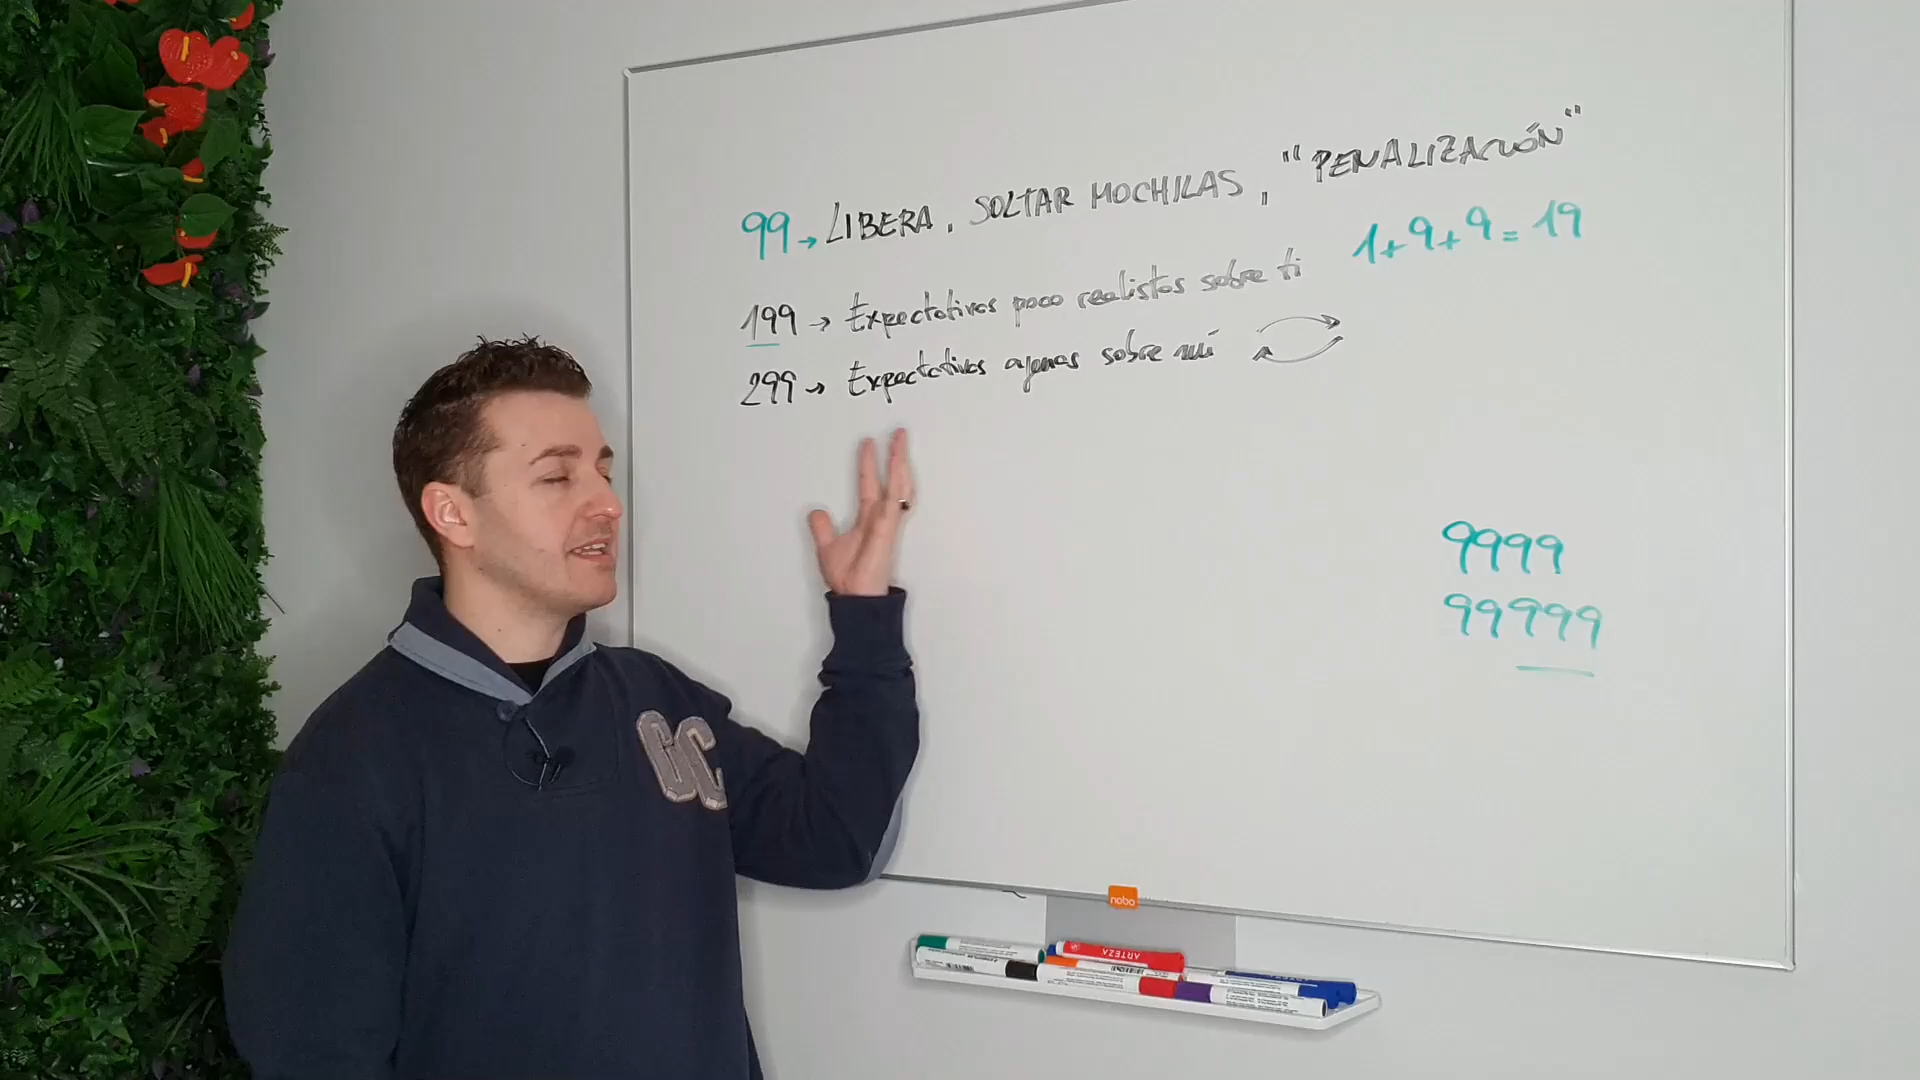 99 → LIBERA, SOLTAR MOCHILAS, "PENALIZACIÓN"
1+9+9=19
199 → Expectativas poco realistas sobre ti
299 → Expectativas ajenas sobre mí
9999
99999
GC
nobo
ARTEZA